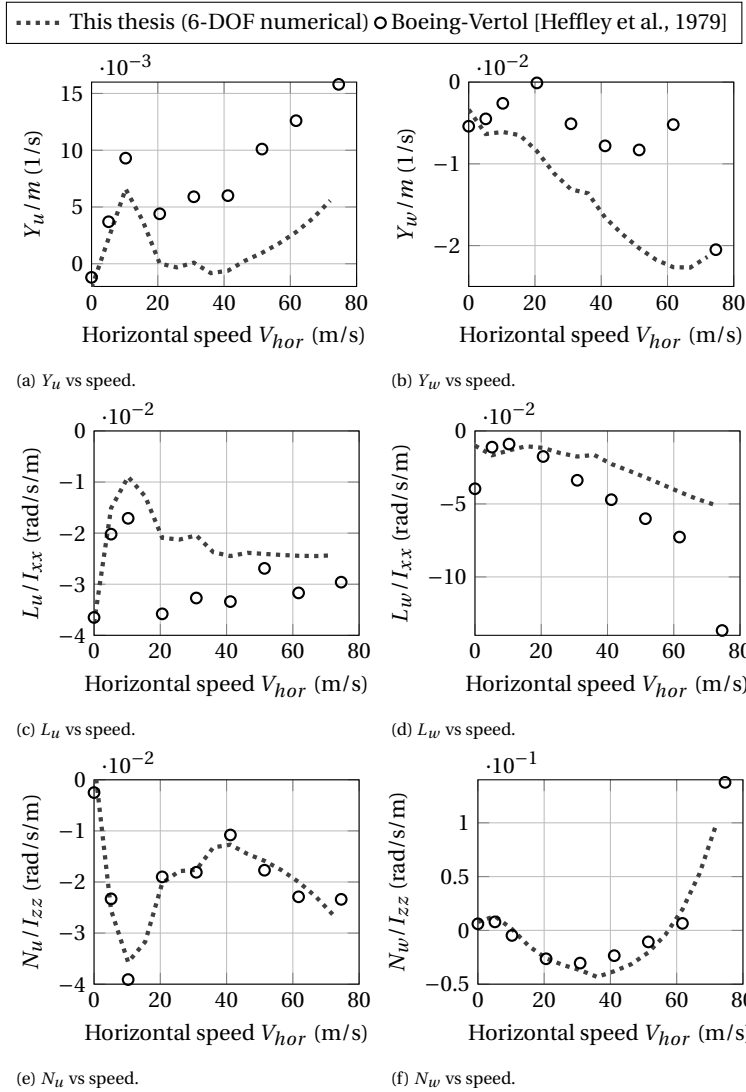 This thesis (6-DOF numerical) Boeing-Vertol [Heffley et al., 1979]
·10⁻³
15
10
5
0
Y_u/m (1/s)
0 20 40 60 80
Horizontal speed V_hor (m/s)
(a) Y_u vs speed.
·10⁻²
0
−1
−2
Y_w/m (1/s)
0 20 40 60 80
Horizontal speed V_hor (m/s)
(b) Y_w vs speed.
·10⁻²
0
−1
−2
−3
−4
L_u/I_xx (rad/s/m)
0 20 40 60 80
Horizontal speed V_hor (m/s)
(c) L_u vs speed.
·10⁻²
0
−5
−10
L_w/I_xx (rad/s/m)
0 20 40 60 80
Horizontal speed V_hor (m/s)
(d) L_w vs speed.
·10⁻²
0
−1
−2
−3
−4
N_u/I_zz (rad/s/m)
0 20 40 60 80
Horizontal speed V_hor (m/s)
(e) N_u vs speed.
·10⁻¹
1
0.5
0
−0.5
N_w/I_zz (rad/s/m)
0 20 40 60 80
Horizontal speed V_hor (m/s)
(f) N_w vs speed.